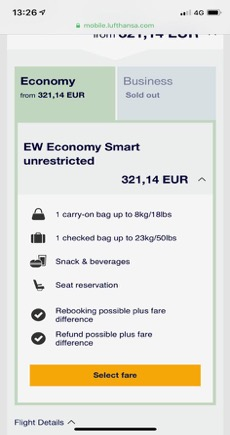 13:26
4G
mobile.lufthansa.com
from 321,14 EUR
Economy
from 321,14 EUR
Business
Sold out
EW Economy Smart
unrestricted
321,14 EUR
1 carry-on bag up to 8kg/18lbs
1 checked bag up to 23kg/50lbs
Snack & beverages
Seat reservation
Rebooking possible plus fare
difference
Refund possible plus fare
difference
Select fare
Flight Details